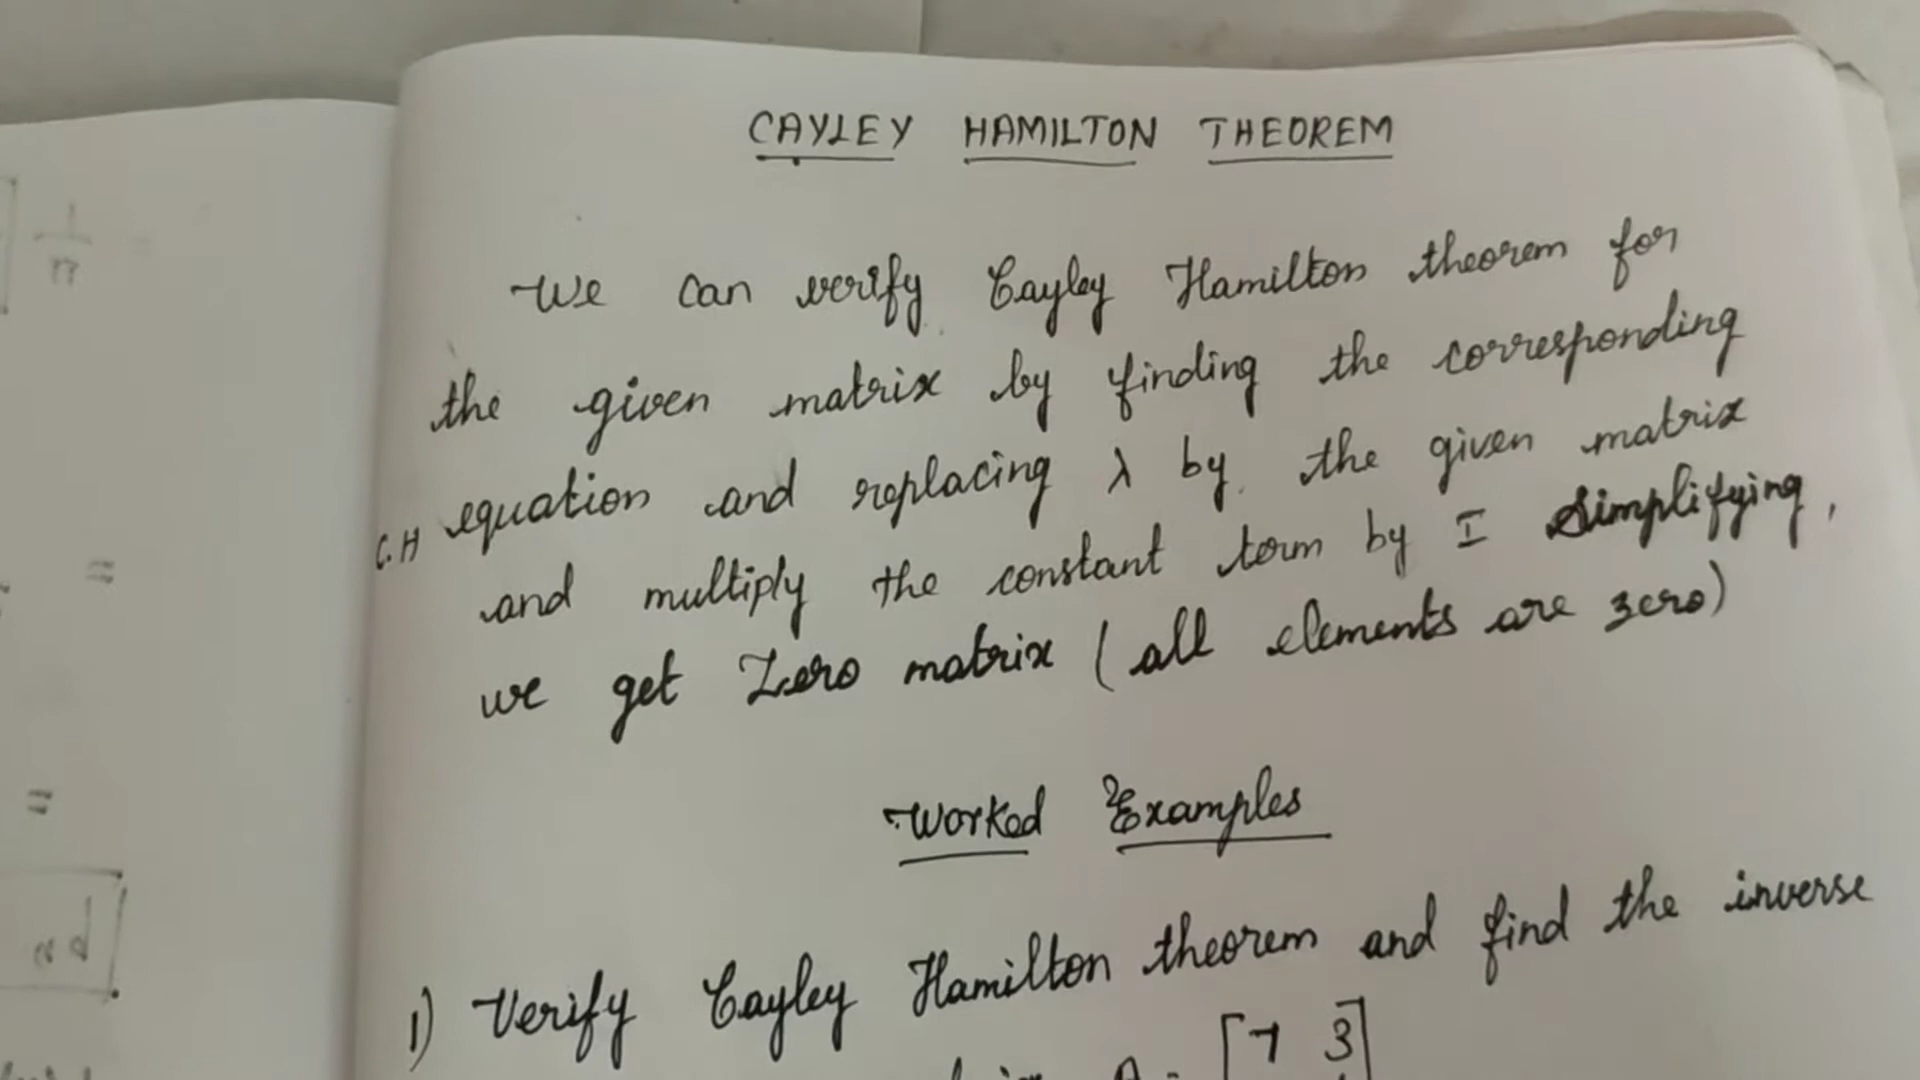 CAYLEY HAMILTON THEOREM
We can verify Cayley Hamilton theorem for
the given matrix by finding the corresponding
C.H equation and replacing λ by the given matrix
and multiply the constant term by I simplifying,
we get Zero matrix (all elements are zero)
Worked Examples
1) Verify Cayley Hamilton theorem and find the inverse
A = [7 3]